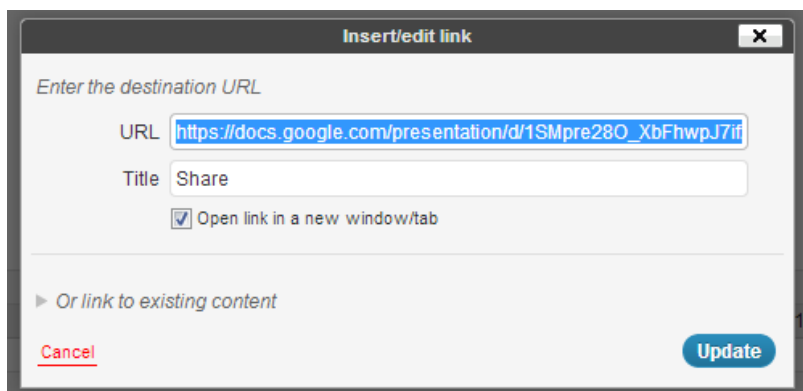 Insert/edit link
Enter the destination URL
URL https://docs.google.com/presentation/d/1SMpre28O_XbFhwpJ7if
Title Share
Open link in a new window/tab
Or link to existing content
Cancel Update